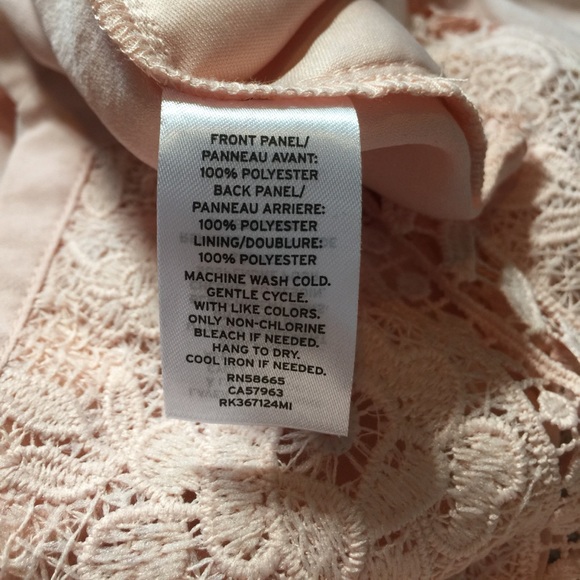 FRONT PANEL/
PANNEAU AVANT:
100% POLYESTER
BACK PANEL/
PANNEAU ARRIERE:
100% POLYESTER
LINING/DOUBLURE:
100% POLYESTER
MACHINE WASH COLD.
GENTLE CYCLE.
WITH LIKE COLORS.
ONLY NON-CHLORINE
BLEACH IF NEEDED.
HANG TO DRY.
COOL IRON IF NEEDED.
RN58665
CA57963
RK367124MI